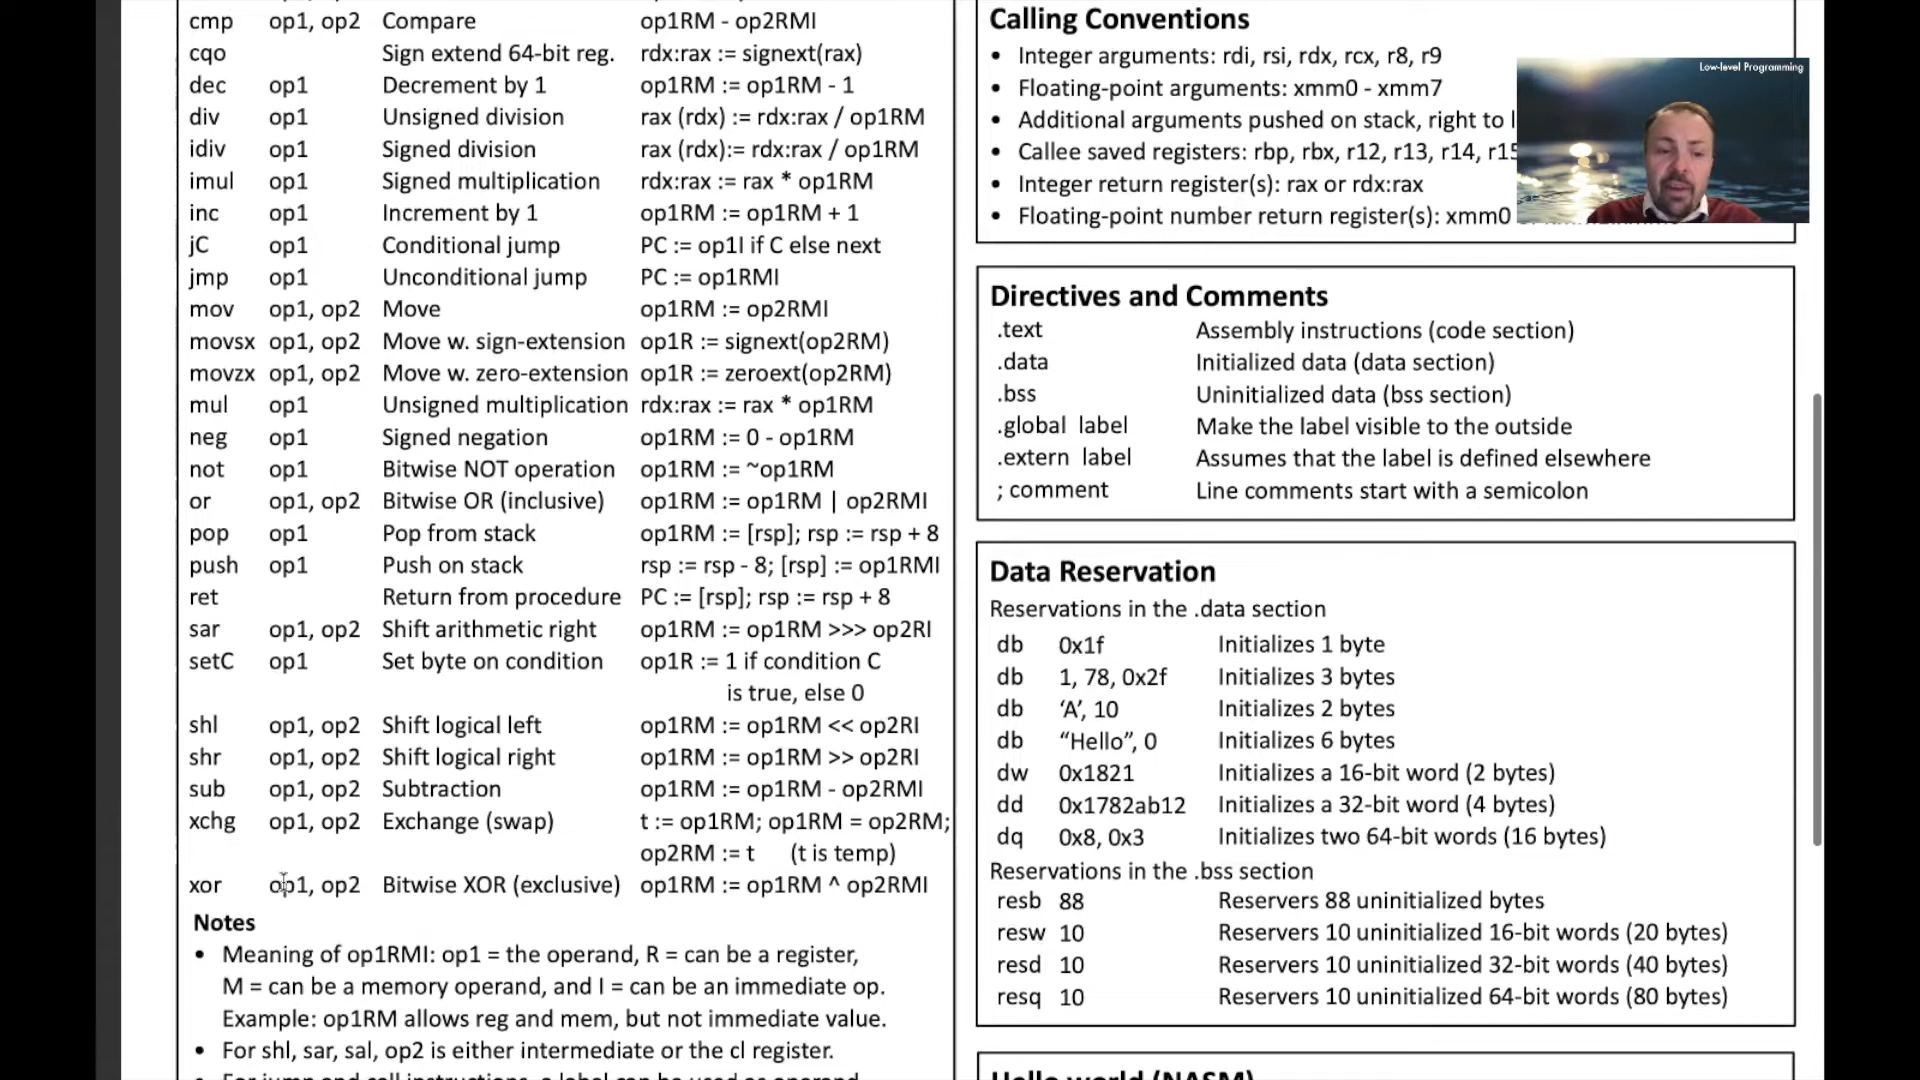 cmp op1, op2 Compare op1RM - op2RMI
cqo Sign extend 64-bit reg. rdx:rax := signext(rax)
dec op1 Decrement by 1 op1RM := op1RM - 1
div op1 Unsigned division rax (rdx) := rdx:rax / op1RM
idiv op1 Signed division rax (rdx):= rdx:rax / op1RM
imul op1 Signed multiplication rdx:rax := rax * op1RM
inc op1 Increment by 1 op1RM := op1RM + 1
jC op1 Conditional jump PC := op1I if C else next
jmp op1 Unconditional jump PC := op1RMI
mov op1, op2 Move op1RM := op2RMI
movsx op1, op2 Move w. sign-extension op1R := signext(op2RM)
movzx op1, op2 Move w. zero-extension op1R := zeroext(op2RM)
mul op1 Unsigned multiplication rdx:rax := rax * op1RM
neg op1 Signed negation op1RM := 0 - op1RM
not op1 Bitwise NOT operation op1RM := ~op1RM
or op1, op2 Bitwise OR (inclusive) op1RM := op1RM | op2RMI
pop op1 Pop from stack op1RM := [rsp]; rsp := rsp + 8
push op1 Push on stack rsp := rsp - 8; [rsp] := op1RMI
ret Return from procedure PC := [rsp]; rsp := rsp + 8
sar op1, op2 Shift arithmetic right op1RM := op1RM >>> op2RI
setC op1 Set byte on condition op1R := 1 if condition C
is true, else 0
shl op1, op2 Shift logical left op1RM := op1RM << op2RI
shr op1, op2 Shift logical right op1RM := op1RM >> op2RI
sub op1, op2 Subtraction op1RM := op1RM - op2RMI
xchg op1, op2 Exchange (swap) t := op1RM; op1RM = op2RM;
op2RM := t (t is temp)
xor op1, op2 Bitwise XOR (exclusive) op1RM := op1RM ^ op2RMI
Notes
• Meaning of op1RMI: op1 = the operand, R = can be a register,
M = can be a memory operand, and I = can be an immediate op.
Example: op1RM allows reg and mem, but not immediate value.
• For shl, sar, sal, op2 is either intermediate or the cl register.
• For jump and call instructions, a label can be used as operand
Calling Conventions
• Integer arguments: rdi, rsi, rdx, rcx, r8, r9
• Floating-point arguments: xmm0 - xmm7
• Additional arguments pushed on stack, right to
• Callee saved registers: rbp, rbx, r12, r13, r14, r15
• Integer return register(s): rax or rdx:rax
• Floating-point number return register(s): xmm0
Low-level Programming
Directives and Comments
.text Assembly instructions (code section)
.data Initialized data (data section)
.bss Uninitialized data (bss section)
.global label Make the label visible to the outside
.extern label Assumes that the label is defined elsewhere
; comment Line comments start with a semicolon
Data Reservation
Reservations in the .data section
db 0x1f Initializes 1 byte
db 1, 78, 0x2f Initializes 3 bytes
db ‘A’, 10 Initializes 2 bytes
db “Hello”, 0 Initializes 6 bytes
dw 0x1821 Initializes a 16-bit word (2 bytes)
dd 0x1782ab12 Initializes a 32-bit word (4 bytes)
dq 0x8, 0x3 Initializes two 64-bit words (16 bytes)
Reservations in the .bss section
resb 88 Reservers 88 uninitialized bytes
resw 10 Reservers 10 uninitialized 16-bit words (20 bytes)
resd 10 Reservers 10 uninitialized 32-bit words (40 bytes)
resq 10 Reservers 10 uninitialized 64-bit words (80 bytes)
Hello world (NASM)